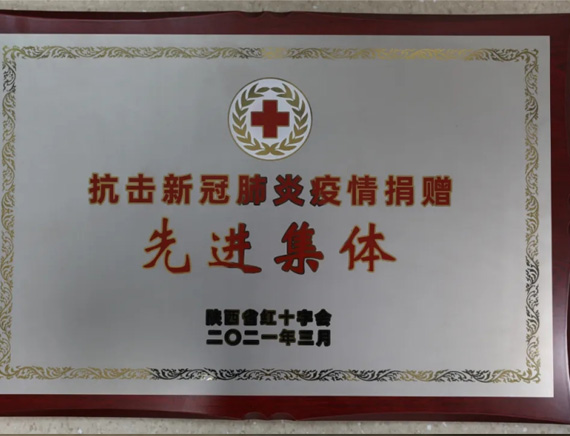 抗击新冠肺炎疫情捐赠
先进集体
陕西省红十字会
二〇二一年三月